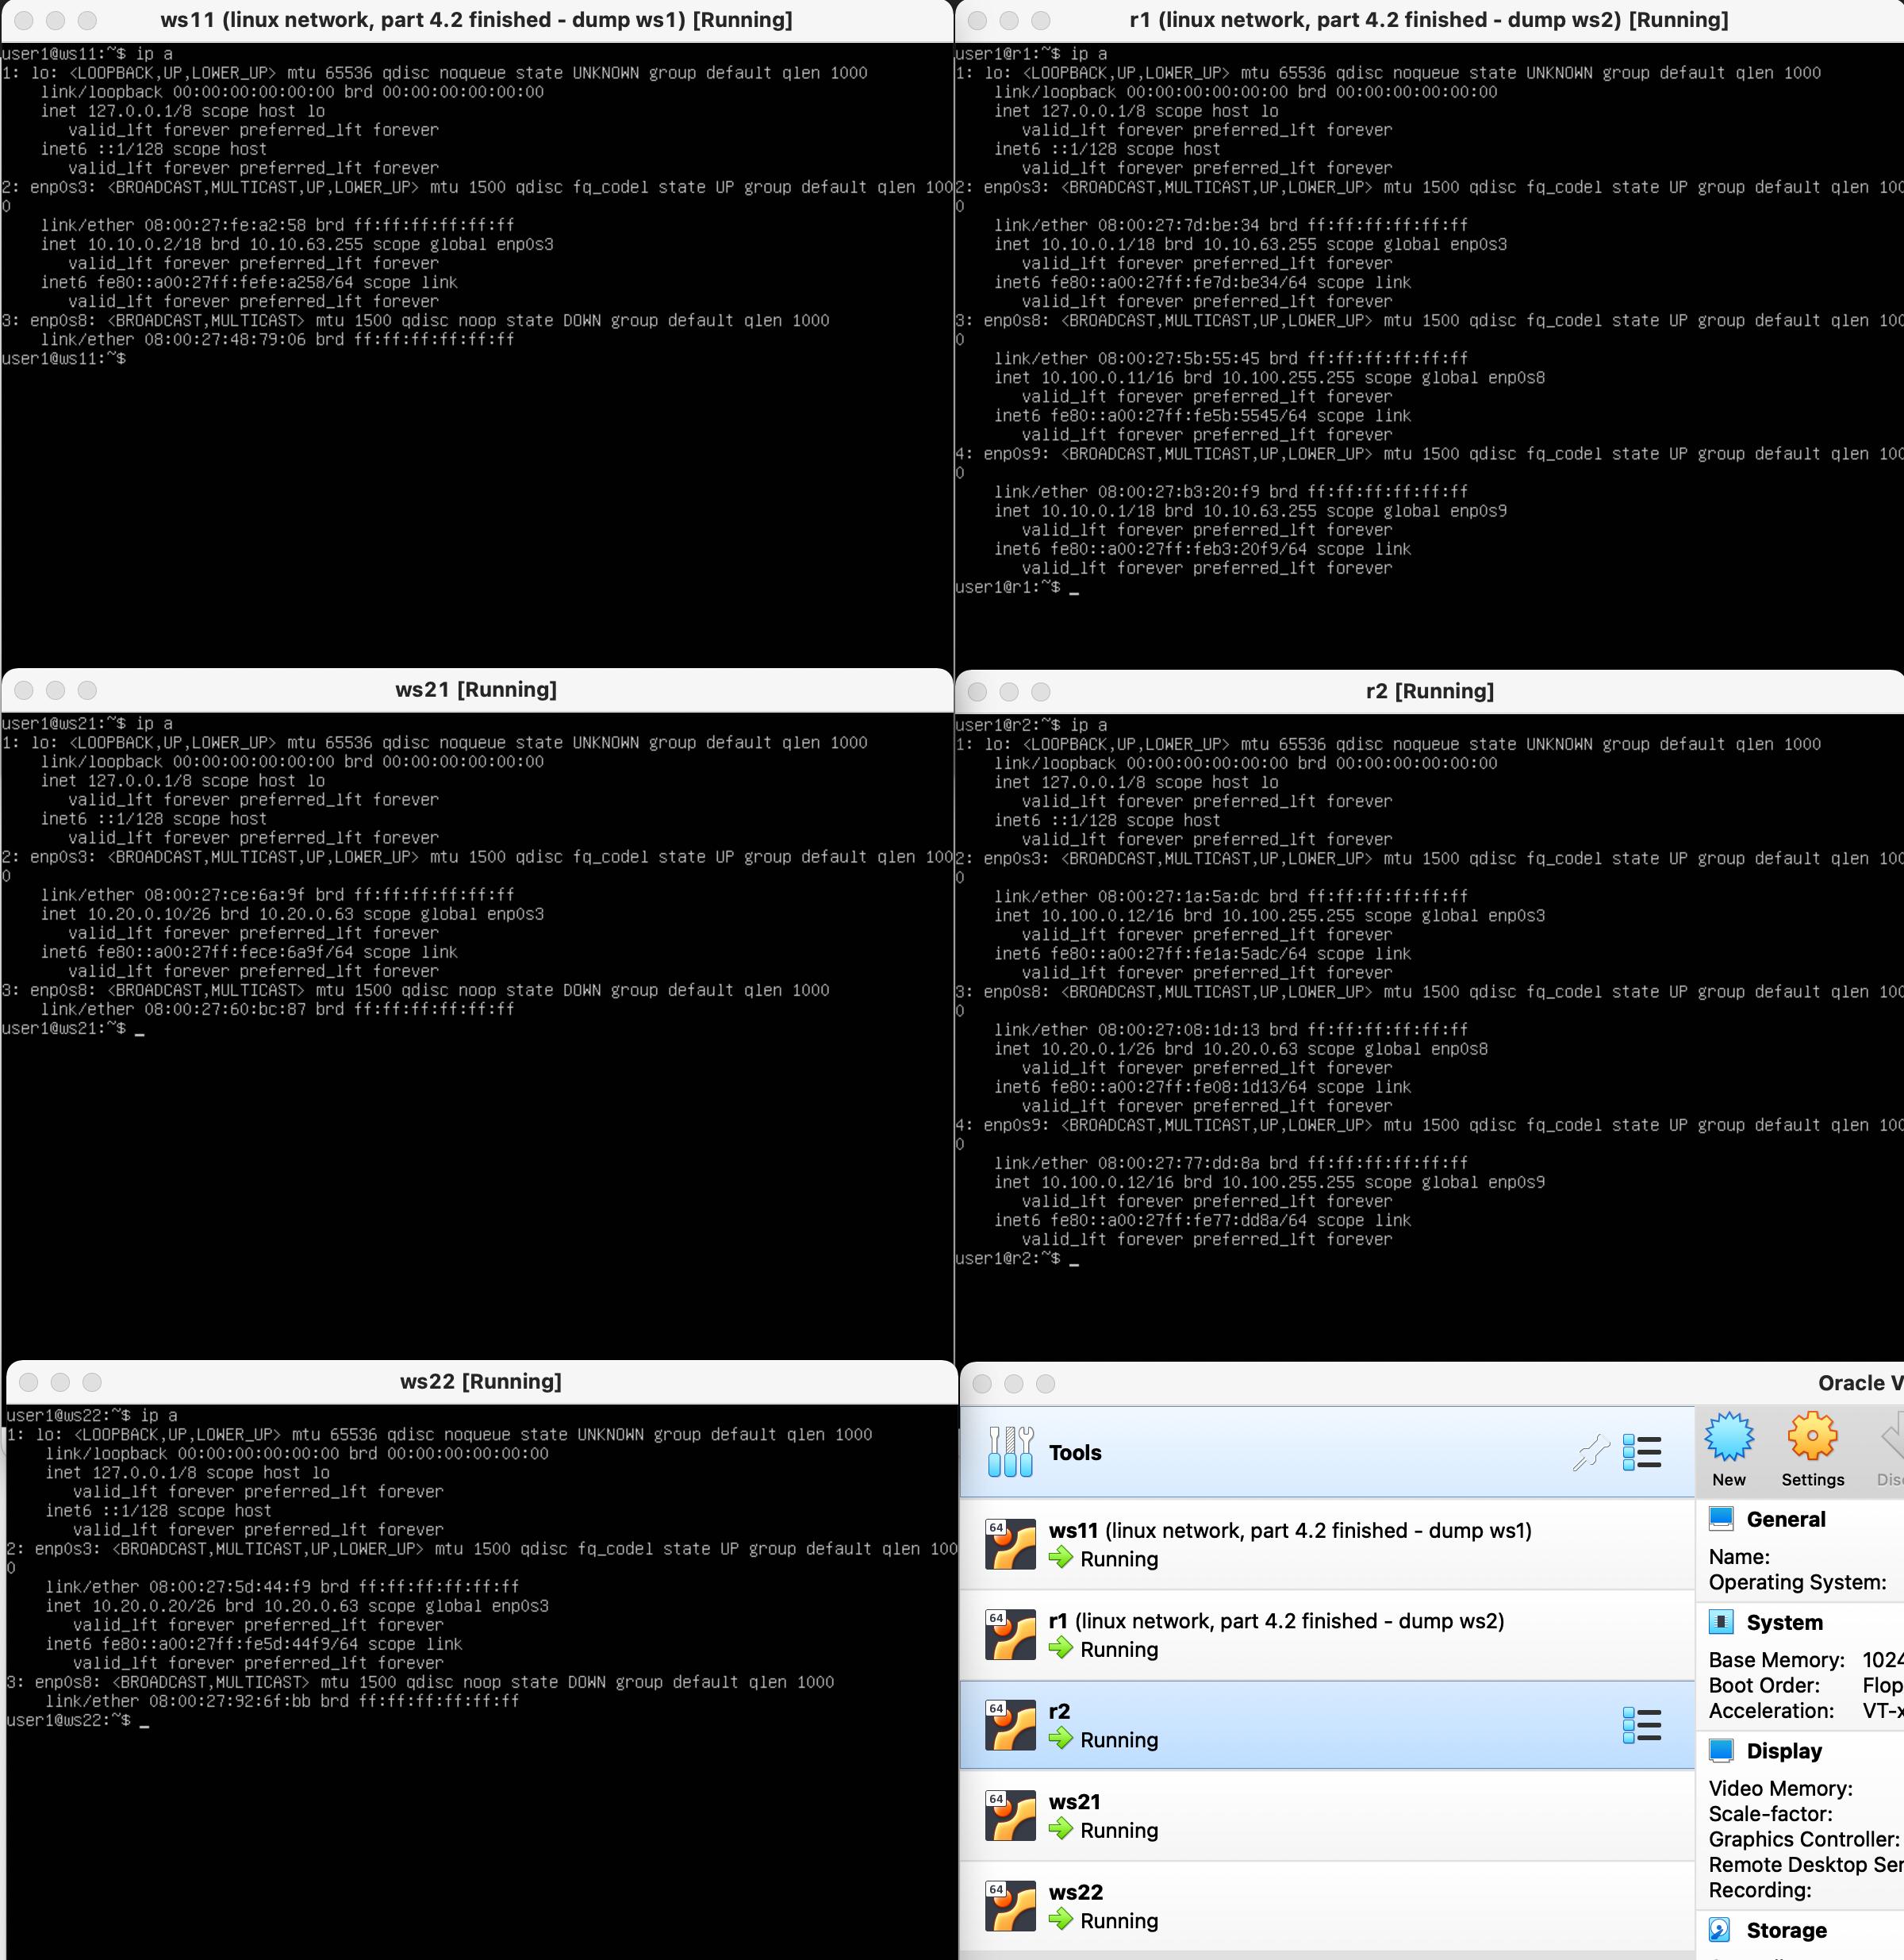 ws11 (linux network, part 4.2 finished - dump ws1) [Running]
user1@ws11:~$ ip a
1: lo: <LOOPBACK,UP,LOWER_UP> mtu 65536 qdisc noqueue state UNKNOWN group default qlen 1000
link/loopback 00:00:00:00:00:00 brd 00:00:00:00:00:00
inet 127.0.0.1/8 scope host lo
valid_lft forever preferred_lft forever
inet6 ::1/128 scope host
valid_lft forever preferred_lft forever
2: enp0s3: <BROADCAST,MULTICAST,UP,LOWER_UP> mtu 1500 qdisc fq_codel state UP group default qlen 100
0
link/ether 08:00:27:fe:a2:58 brd ff:ff:ff:ff:ff:ff
inet 10.10.0.2/18 brd 10.10.63.255 scope global enp0s3
valid_lft forever preferred_lft forever
inet6 fe80::a00:27ff:fefe:a258/64 scope link
valid_lft forever preferred_lft forever
3: enp0s8: <BROADCAST,MULTICAST> mtu 1500 qdisc noop state DOWN group default qlen 1000
link/ether 08:00:27:48:79:06 brd ff:ff:ff:ff:ff:ff
user1@ws11:~$
r1 (linux network, part 4.2 finished - dump ws2) [Running]
user1@r1:~$ ip a
1: lo: <LOOPBACK,UP,LOWER_UP> mtu 65536 qdisc noqueue state UNKNOWN group default qlen 1000
link/loopback 00:00:00:00:00:00 brd 00:00:00:00:00:00
inet 127.0.0.1/8 scope host lo
valid_lft forever preferred_lft forever
inet6 ::1/128 scope host
valid_lft forever preferred_lft forever
2: enp0s3: <BROADCAST,MULTICAST,UP,LOWER_UP> mtu 1500 qdisc fq_codel state UP group default qlen 100
0
link/ether 08:00:27:7d:be:34 brd ff:ff:ff:ff:ff:ff
inet 10.10.0.1/18 brd 10.10.63.255 scope global enp0s3
valid_lft forever preferred_lft forever
inet6 fe80::a00:27ff:fe7d:be34/64 scope link
valid_lft forever preferred_lft forever
3: enp0s8: <BROADCAST,MULTICAST,UP,LOWER_UP> mtu 1500 qdisc fq_codel state UP group default qlen 100
0
link/ether 08:00:27:5b:55:45 brd ff:ff:ff:ff:ff:ff
inet 10.100.0.11/16 brd 10.100.255.255 scope global enp0s8
valid_lft forever preferred_lft forever
inet6 fe80::a00:27ff:fe5b:5545/64 scope link
valid_lft forever preferred_lft forever
4: enp0s9: <BROADCAST,MULTICAST,UP,LOWER_UP> mtu 1500 qdisc fq_codel state UP group default qlen 100
0
link/ether 08:00:27:b3:20:f9 brd ff:ff:ff:ff:ff:ff
inet 10.10.0.1/18 brd 10.10.63.255 scope global enp0s9
valid_lft forever preferred_lft forever
inet6 fe80::a00:27ff:feb3:20f9/64 scope link
valid_lft forever preferred_lft forever
user1@r1:~$ _
ws21 [Running]
user1@ws21:~$ ip a
1: lo: <LOOPBACK,UP,LOWER_UP> mtu 65536 qdisc noqueue state UNKNOWN group default qlen 1000
link/loopback 00:00:00:00:00:00 brd 00:00:00:00:00:00
inet 127.0.0.1/8 scope host lo
valid_lft forever preferred_lft forever
inet6 ::1/128 scope host
valid_lft forever preferred_lft forever
2: enp0s3: <BROADCAST,MULTICAST,UP,LOWER_UP> mtu 1500 qdisc fq_codel state UP group default qlen 100
0
link/ether 08:00:27:ce:6a:9f brd ff:ff:ff:ff:ff:ff
inet 10.20.0.10/26 brd 10.20.0.63 scope global enp0s3
valid_lft forever preferred_lft forever
inet6 fe80::a00:27ff:fece:6a9f/64 scope link
valid_lft forever preferred_lft forever
3: enp0s8: <BROADCAST,MULTICAST> mtu 1500 qdisc noop state DOWN group default qlen 1000
link/ether 08:00:27:60:bc:87 brd ff:ff:ff:ff:ff:ff
user1@ws21:~$ _
r2 [Running]
user1@r2:~$ ip a
1: lo: <LOOPBACK,UP,LOWER_UP> mtu 65536 qdisc noqueue state UNKNOWN group default qlen 1000
link/loopback 00:00:00:00:00:00 brd 00:00:00:00:00:00
inet 127.0.0.1/8 scope host lo
valid_lft forever preferred_lft forever
inet6 ::1/128 scope host
valid_lft forever preferred_lft forever
2: enp0s3: <BROADCAST,MULTICAST,UP,LOWER_UP> mtu 1500 qdisc fq_codel state UP group default qlen 100
0
link/ether 08:00:27:1a:5a:dc brd ff:ff:ff:ff:ff:ff
inet 10.100.0.12/16 brd 10.100.255.255 scope global enp0s3
valid_lft forever preferred_lft forever
inet6 fe80::a00:27ff:fe1a:5adc/64 scope link
valid_lft forever preferred_lft forever
3: enp0s8: <BROADCAST,MULTICAST,UP,LOWER_UP> mtu 1500 qdisc fq_codel state UP group default qlen 100
0
link/ether 08:00:27:08:1d:13 brd ff:ff:ff:ff:ff:ff
inet 10.20.0.1/26 brd 10.20.0.63 scope global enp0s8
valid_lft forever preferred_lft forever
inet6 fe80::a00:27ff:fe08:1d13/64 scope link
valid_lft forever preferred_lft forever
4: enp0s9: <BROADCAST,MULTICAST,UP,LOWER_UP> mtu 1500 qdisc fq_codel state UP group default qlen 100
0
link/ether 08:00:27:77:dd:8a brd ff:ff:ff:ff:ff:ff
inet 10.100.0.12/16 brd 10.100.255.255 scope global enp0s9
valid_lft forever preferred_lft forever
inet6 fe80::a00:27ff:fe77:dd8a/64 scope link
valid_lft forever preferred_lft forever
user1@r2:~$ _
ws22 [Running]
user1@ws22:~$ ip a
1: lo: <LOOPBACK,UP,LOWER_UP> mtu 65536 qdisc noqueue state UNKNOWN group default qlen 1000
link/loopback 00:00:00:00:00:00 brd 00:00:00:00:00:00
inet 127.0.0.1/8 scope host lo
valid_lft forever preferred_lft forever
inet6 ::1/128 scope host
valid_lft forever preferred_lft forever
2: enp0s3: <BROADCAST,MULTICAST,UP,LOWER_UP> mtu 1500 qdisc fq_codel state UP group default qlen 100
0
link/ether 08:00:27:5d:44:f9 brd ff:ff:ff:ff:ff:ff
inet 10.20.0.20/26 brd 10.20.0.63 scope global enp0s3
valid_lft forever preferred_lft forever
inet6 fe80::a00:27ff:fe5d:44f9/64 scope link
valid_lft forever preferred_lft forever
3: enp0s8: <BROADCAST,MULTICAST> mtu 1500 qdisc noop state DOWN group default qlen 1000
link/ether 08:00:27:92:6f:bb brd ff:ff:ff:ff:ff:ff
user1@ws22:~$ _
Oracle V
Tools
New
Settings
Disc
64
ws11 (linux network, part 4.2 finished - dump ws1)
Running
64
r1 (linux network, part 4.2 finished - dump ws2)
Running
64
r2
Running
64
ws21
Running
64
ws22
Running
General
Name:
Operating System:
System
Base Memory: 1024
Boot Order: Flop
Acceleration: VT-x
Display
Video Memory:
Scale-factor:
Graphics Controller:
Remote Desktop Ser
Recording:
Storage